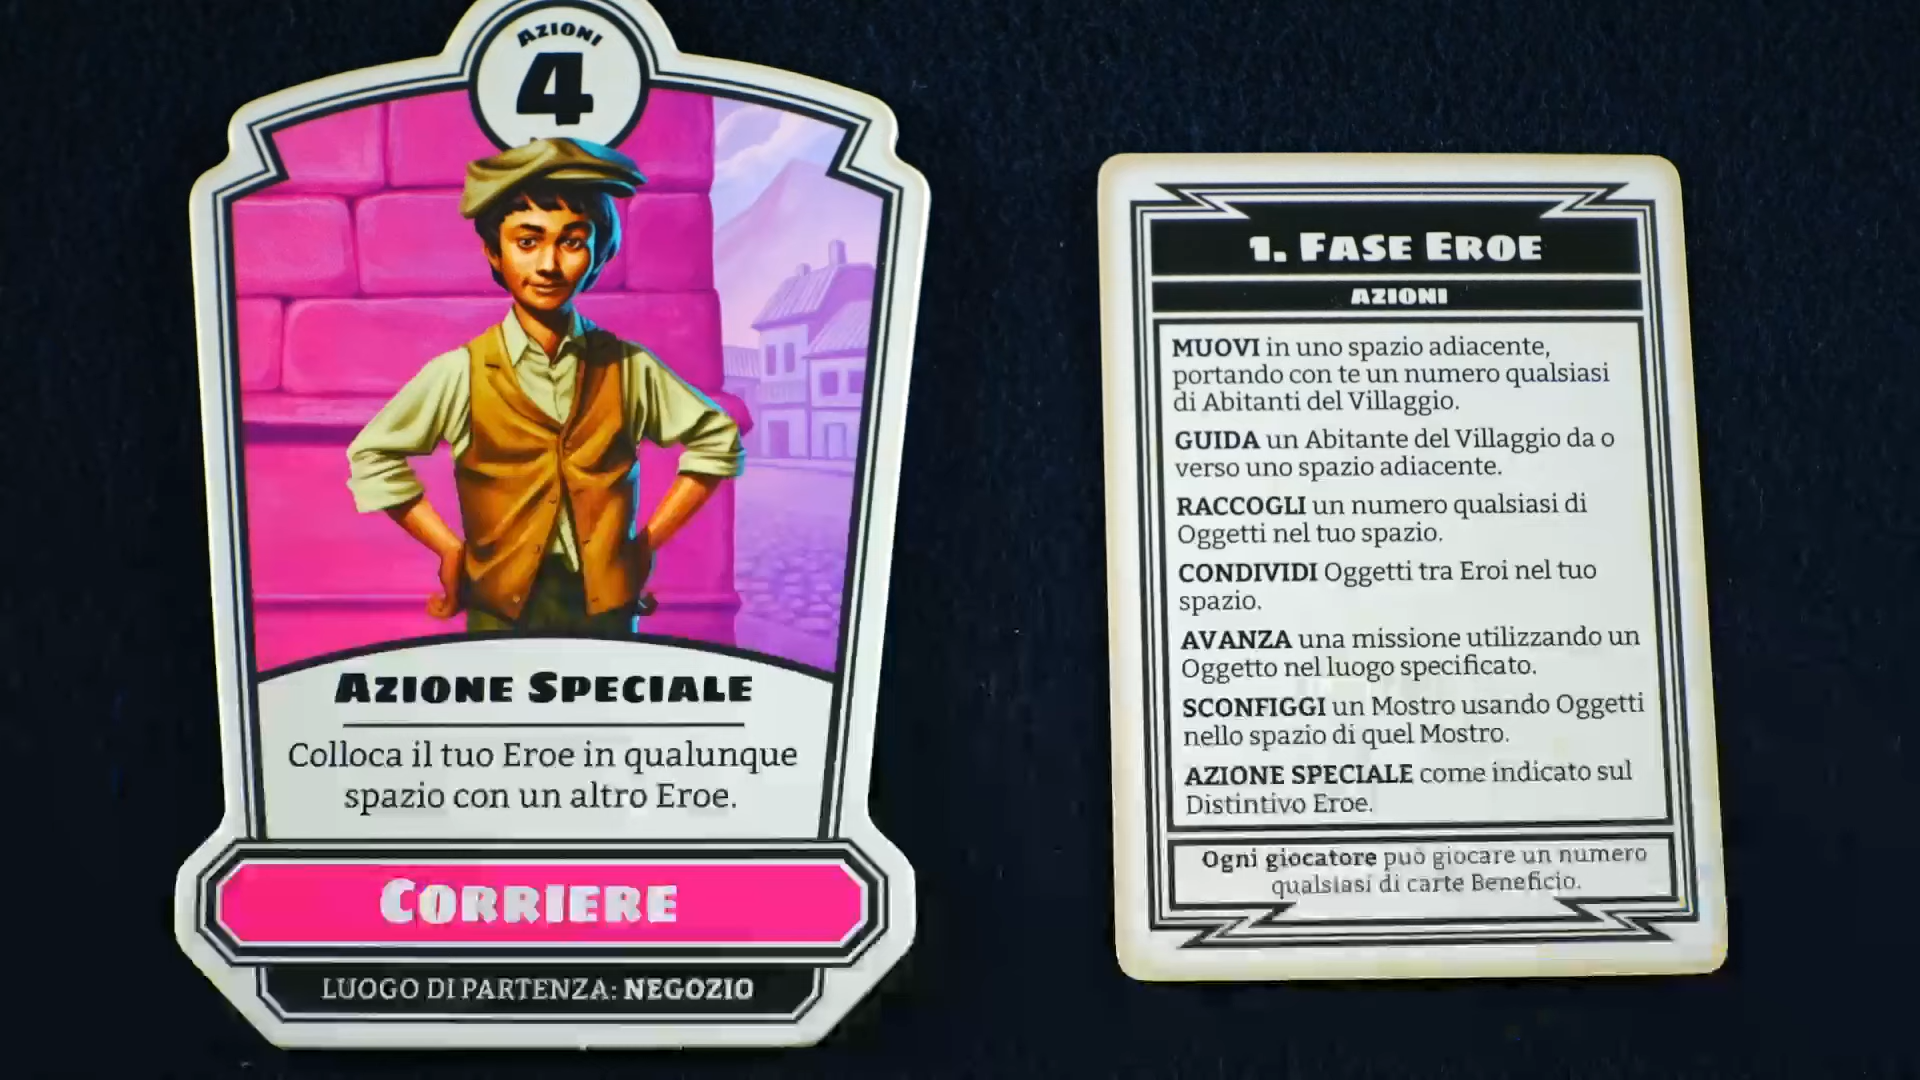 AZIONI
4
AZIONE SPECIALE
Colloca il tuo Eroe in qualunque
spazio con un altro Eroe.
CORRIERE
LUOGO DI PARTENZA: NEGOZIO
1. FASE EROE
AZIONI
MUOVI in uno spazio adiacente,
portando con te un numero qualsiasi
di Abitanti del Villaggio.
GUIDA un Abitante del Villaggio da o
verso uno spazio adiacente.
RACCOGLI un numero qualsiasi di
Oggetti nel tuo spazio.
CONDIVIDI Oggetti tra Eroi nel tuo
spazio.
AVANZA una missione utilizzando un
Oggetto nel luogo specificato.
SCONFIGGI un Mostro usando Oggetti
nello spazio di quel Mostro.
AZIONE SPECIALE come indicato sul
Distintivo Eroe.
Ogni giocatore può giocare un numero
qualsiasi di carte Beneficio.